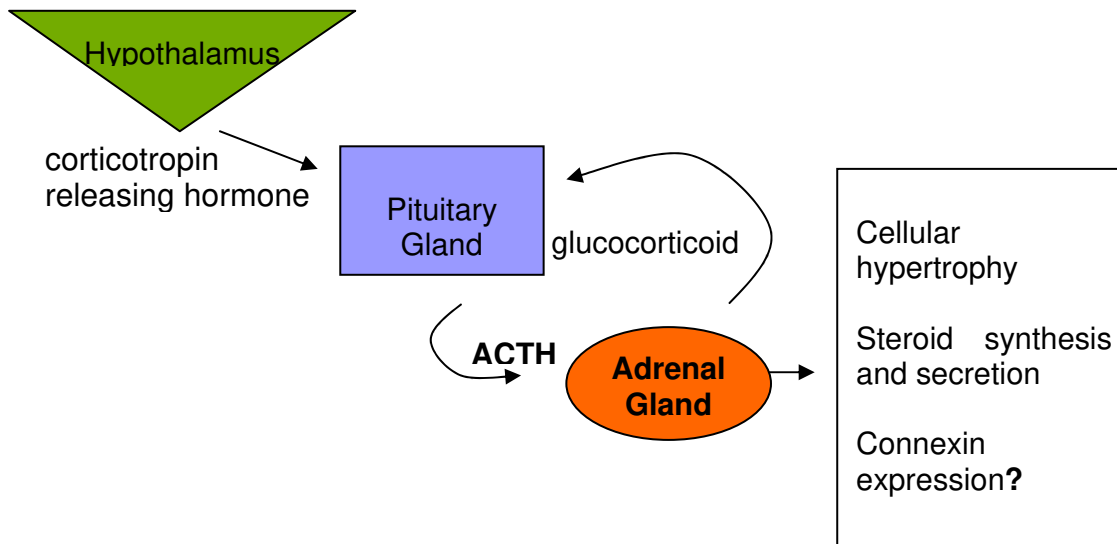 Hypothalamus
corticotropin
releasing hormone
Pituitary
Gland
glucocorticoid
ACTH
Adrenal
Gland
Cellular
hypertrophy
Steroid synthesis
and secretion
Connexin
expression?